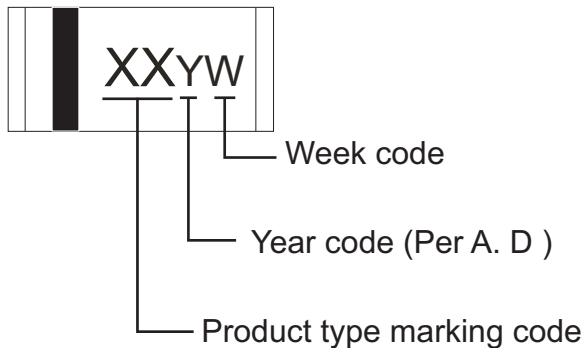 XXYW
Week code
Year code (Per A. D )
Product type marking code